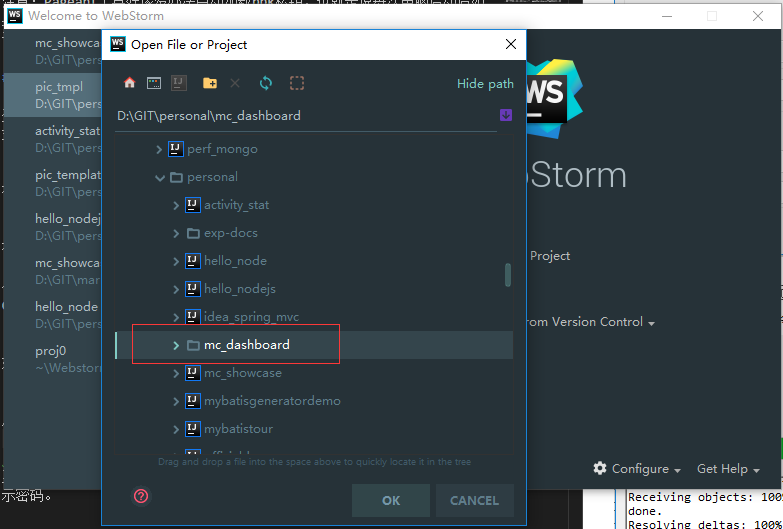 Welcome to WebStorm
mc_showca
D:\GIT\pers
pic_tmpl
D:\GIT\pers
activity_stat
D:\GIT\pers
pic_templat
D:\GIT\pers
hello_nodej
D:\GIT\pers
mc_showca
D:\GIT\mar
hello_node
D:\GIT\pers
proj0
~\Webstorm
Open File or Project
Hide path
D:\GIT\personal\mc_dashboard
perf_mongo
personal
activity_stat
exp-docs
hello_node
hello_nodejs
idea_spring_mvc
mc_dashboard
mc_showcase
mybatisgeneratordemo
mybatistour
Drag and drop a file into the space above to quickly locate it in the tree
OK
CANCEL
WS
Storm
Project
om Version Control
Configure
Get Help
示密码。
Receiving objects: 100%
done.
Resolving deltas: 100%